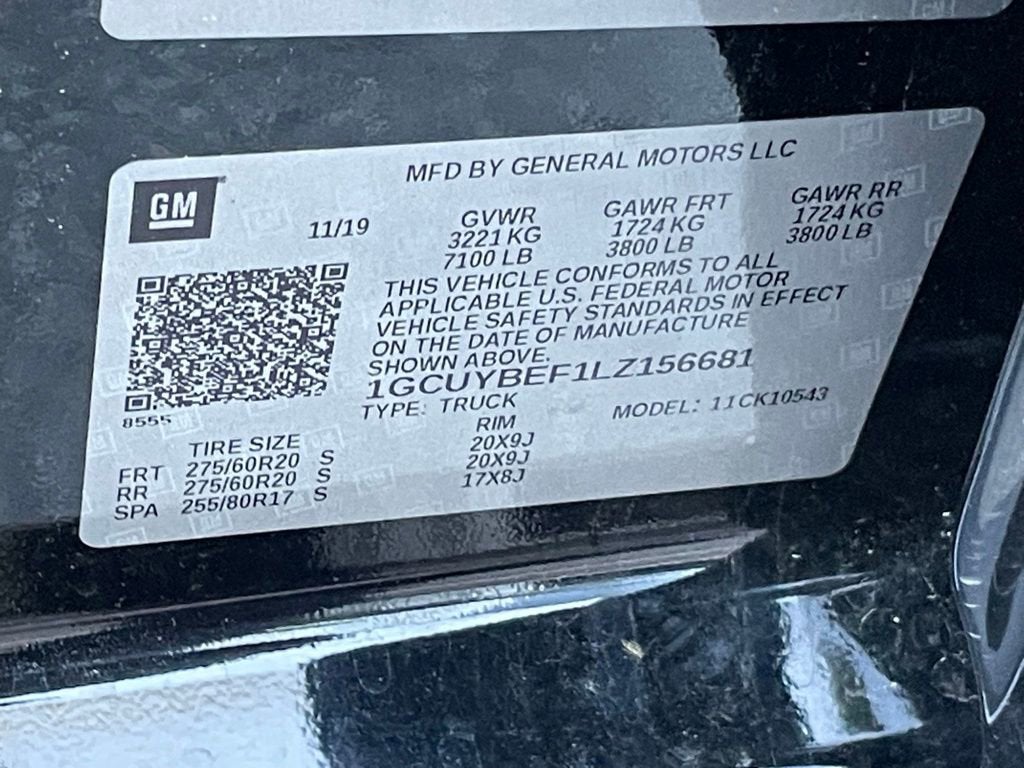 MFD BY GENERAL MOTORS LLC
GM
11/19
GVWR
3221 KG
7100 LB
GAWR FRT
1724 KG
3800 LB
GAWR RR
1724 KG
3800 LB
THIS VEHICLE CONFORMS TO ALL
APPLICABLE U.S. FEDERAL MOTOR
VEHICLE SAFETY STANDARDS IN EFFECT
ON THE DATE OF MANUFACTURE
SHOWN ABOVE.
1GCUYBEF1LZ156681
TYPE: TRUCK
MODEL: 11CK10543
8555
TIRE SIZE
RIM
FRT 275/60R20 S 20X9J
RR 275/60R20 S 20X9J
SPA 255/80R17 S 17X8J